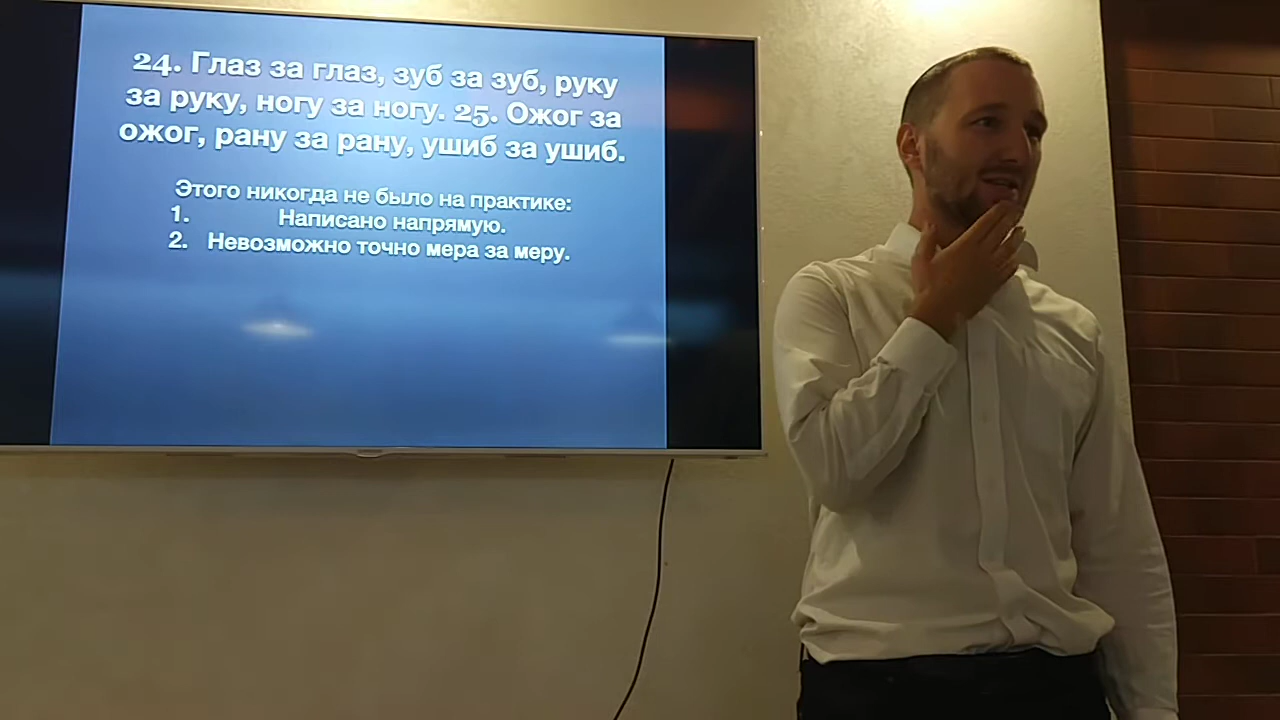 24. Глаз за глаз, зуб за зуб, руку
за руку, ногу за ногу. 25. Ожог за
ожог, рану за рану, ушиб за ушиб.
Этого никогда не было на практике:
1. Написано напрямую.
2. Невозможно точно мера за меру.